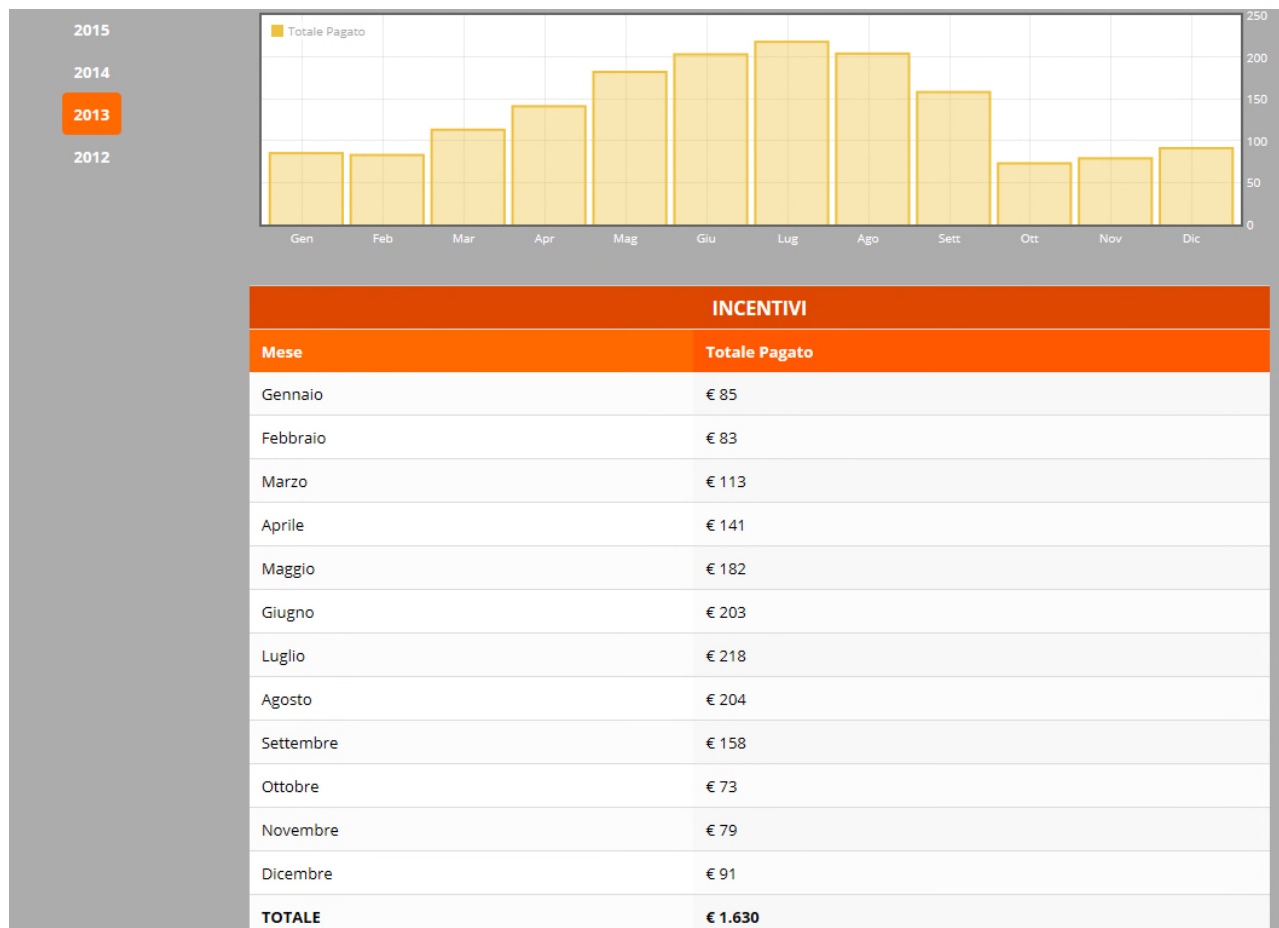 2015
2014
2013
2012
Totale Pagato
250
200
150
100
50
0
Gen Feb Mar Apr Mag Giu Lug Ago Sett Ott Nov Dic
INCENTIVI
Mese Totale Pagato
Gennaio € 85
Febbraio € 83
Marzo € 113
Aprile € 141
Maggio € 182
Giugno € 203
Luglio € 218
Agosto € 204
Settembre € 158
Ottobre € 73
Novembre € 79
Dicembre € 91
TOTALE € 1.630